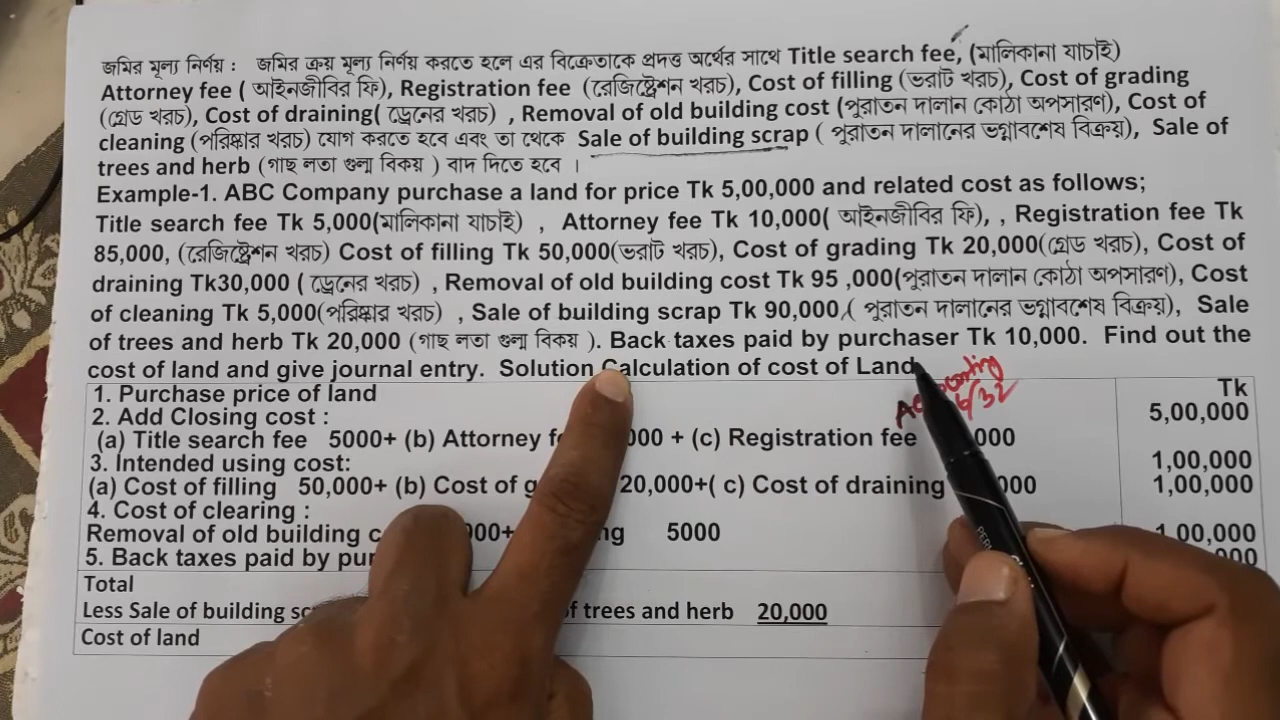 জমির মূল্য নির্ণয় : জমির ক্রয় মূল্য নির্ণয় করতে হলে এর বিক্রেতাকে প্রদত্ত অর্থের সাথে Title search fee, (মালিকানা যাচাই)
Attorney fee ( আইনজীবির ফি), Registration fee (রেজিস্ট্রেশন খরচ), Cost of filling (ভরাট খরচ), Cost of grading
(গ্রেড খরচ), Cost of draining( ড্রেনের খরচ) , Removal of old building cost (পুরাতন দালান কোঠা অপসারণ), Cost of
cleaning (পরিষ্কার খরচ) যোগ করতে হবে এবং তা থেকে Sale of building scrap ( পুরাতন দালানের ভগ্নাবশেষ বিক্রয়), Sale of
trees and herb (গাছ লতা গুল্ম বিকয় ) বাদ দিতে হবে ।
Example-1. ABC Company purchase a land for price Tk 5,00,000 and related cost as follows;
Title search fee Tk 5,000(মালিকানা যাচাই) , Attorney fee Tk 10,000( আইনজীবির ফি), , Registration fee Tk
85,000, (রেজিস্ট্রেশন খরচ) Cost of filling Tk 50,000(ভরাট খরচ), Cost of grading Tk 20,000(গ্রেড খরচ), Cost of
draining Tk30,000 ( ড্রেনের খরচ) , Removal of old building cost Tk 95 ,000(পুরাতন দালান কোঠা অপসারণ), Cost
of cleaning Tk 5,000(পরিষ্কার খরচ) , Sale of building scrap Tk 90,000, ( পুরাতন দালানের ভগ্নাবশেষ বিক্রয়), Sale
of trees and herb Tk 20,000 (গাছ লতা গুল্ম বিকয় ). Back taxes paid by purchaser Tk 10,000. Find out the
cost of land and give journal entry. Solution Calculation of cost of Land
1. Purchase price of land Tk
2. Add Closing cost : 5,00,000
(a) Title search fee 5000+ (b) Attorney 000 + (c) Registration fee 000
3. Intended using cost: 1,00,000
(a) Cost of filling 50,000+ (b) Cost of 20,000+( c) Cost of draining 000 1,00,000
4. Cost of clearing :
Removal of old building 000+ 5000 1,00,000
5. Back taxes paid by 000
Total
Less Sale of building of trees and herb 20,000
Cost of land